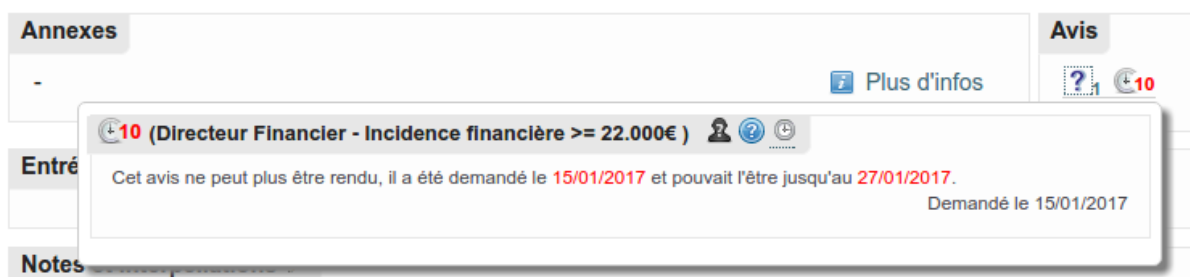 Annexes
Avis
-
Plus d'infos
? 1 10
10 (Directeur Financier - Incidence financière >= 22.000€ ) ?
Entré
Cet avis ne peut plus être rendu, il a été demandé le 15/01/2017 et pouvait l'être jusqu'au 27/01/2017.
Demandé le 15/01/2017
Notes